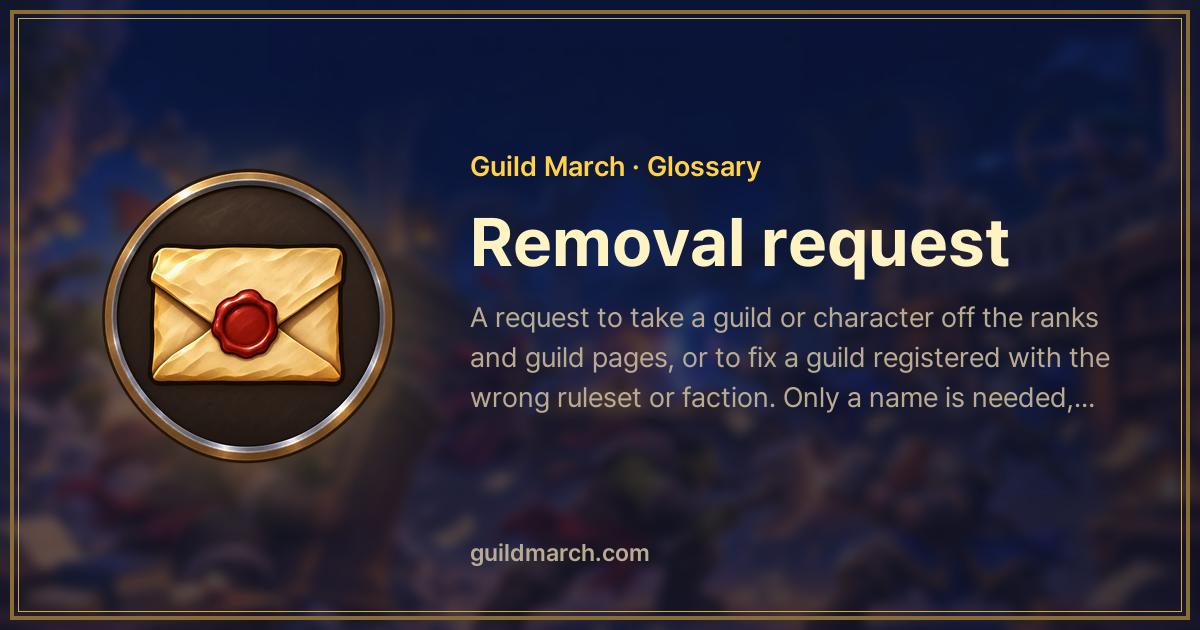 Guild March · Glossary
Removal request
A request to take a guild or character off the ranks
and guild pages, or to fix a guild registered with the
wrong ruleset or faction. Only a name is needed,...
guildmarch.com